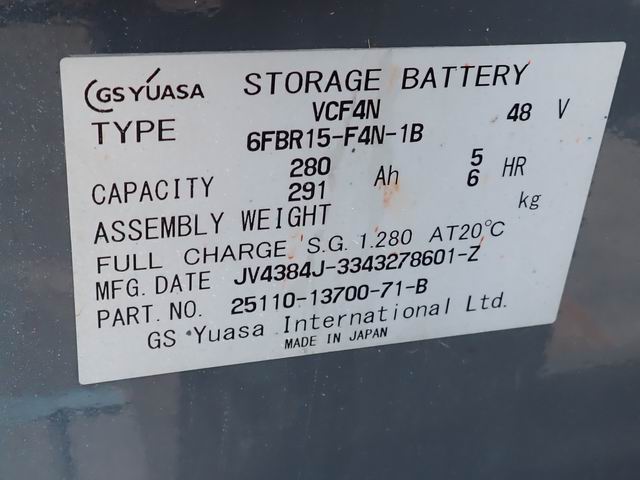 GS YUASA STORAGE BATTERY
TYPE VCF4N 48 V
6FBR15-F4N-1B
CAPACITY 280 Ah 5 HR
291 6
ASSEMBLY WEIGHT kg
FULL CHARGE S.G. 1.280 AT20℃
MFG. DATE JV4384J-3343278601-Z
PART. NO. 25110-13700-71-B
GS Yuasa International Ltd.
MADE IN JAPAN